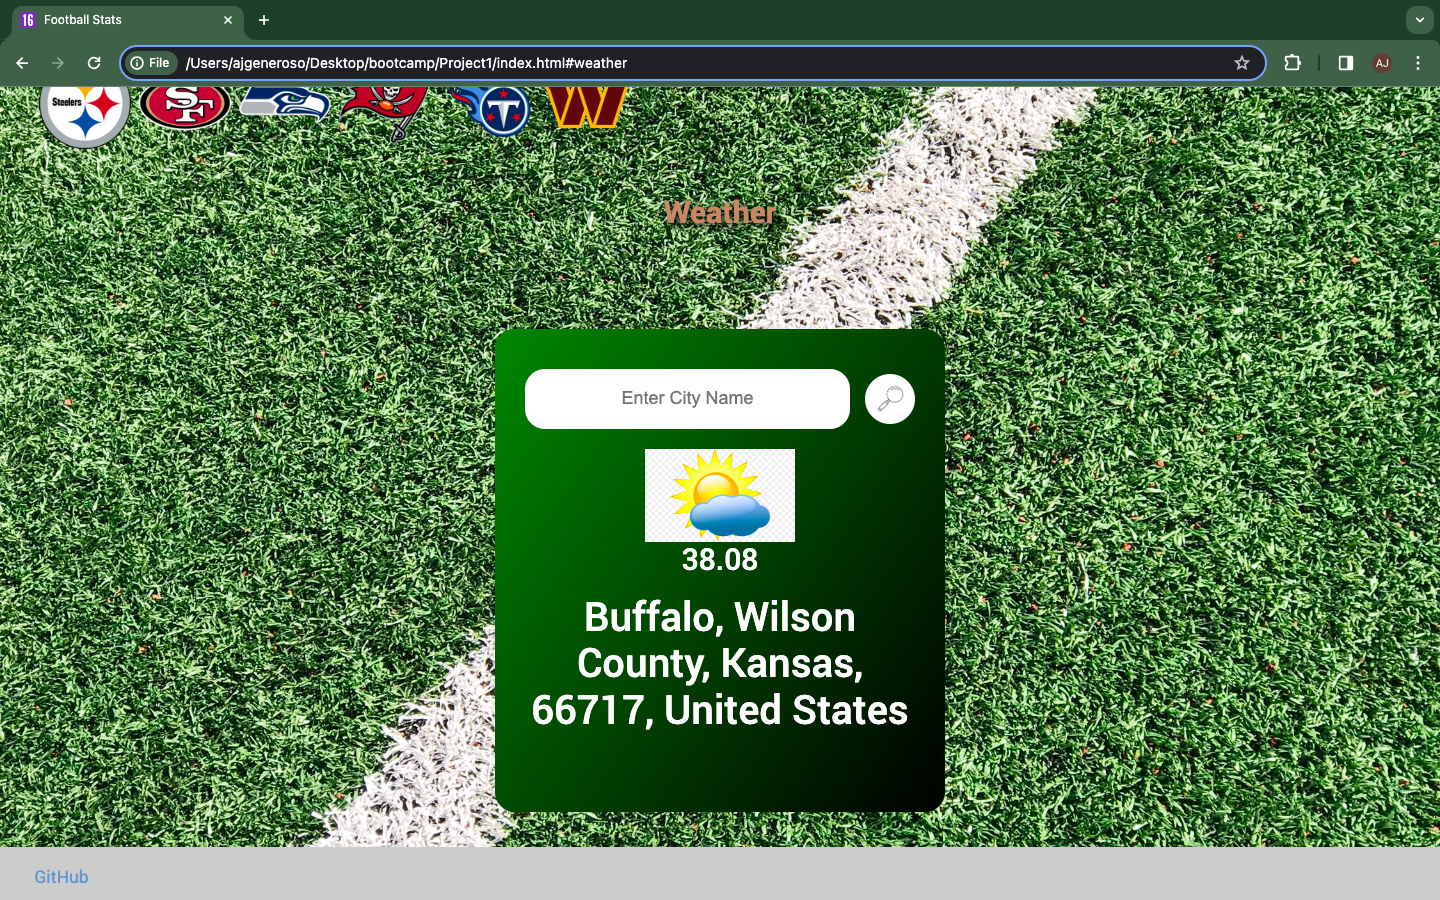 16 Football Stats
File /Users/ajgeneroso/Desktop/bootcamp/Project1/index.html#weather
AJ
Steelers SF T W
Weather
Enter City Name
38.08
Buffalo, Wilson
County, Kansas,
66717, United States
GitHub